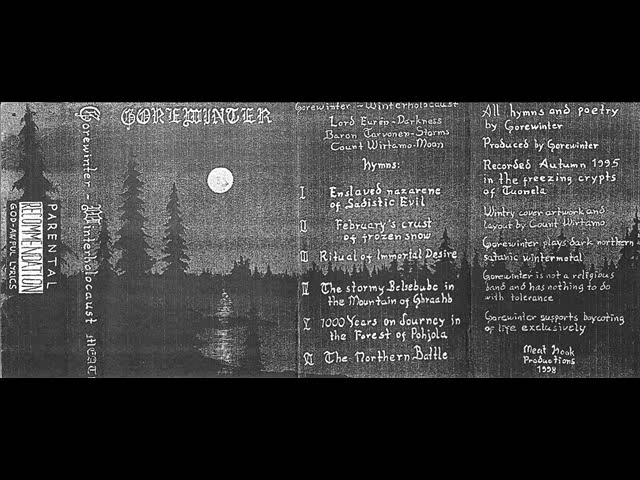 PARENTAL
RECOMMENDATION
GOD-AWFUL LYRICS
Gorewinter ~ Winterholocaust
GOREWINTER
Gorewinter ~ Winterholocaust
Lord Eurén-Darkness
Baron Tarvonen-Storms
Count Wirtamo-Moon
hymns:
I Enslaved nazarene
of Sadistic Evil
II February's crust
of frozen snow
III Ritual of Immortal Desire
IV The stormy Belsebube in
the Mountain of Gbraahb
V 1000 Years on Journey in
the Forest of Pohjola
VI The Northern Battle
All hymns and poetry
by Gorewinter
Produced by Gorewinter
Recorded Autumn 1995
in the freezing crypts
of Tuonela
Wintry cover artwork and
layout by Count Wirtamo
Gorewinter plays dark northern
satanic wintermetal
Gorewinter is not a religious
band and has nothing to do
with tolerance
Gorewinter supports boycoting
of life exclusively
Meat Hook
Productions
1998